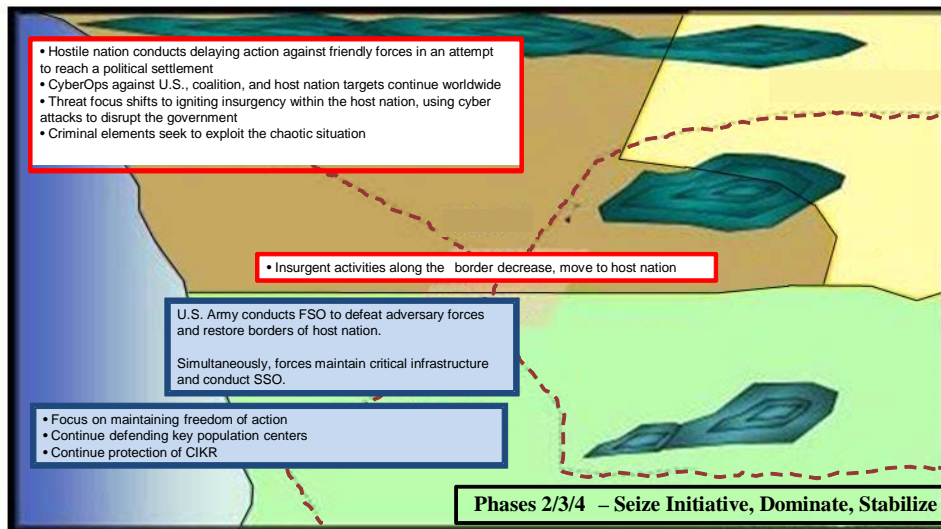 • Hostile nation conducts delaying action against friendly forces in an attempt
to reach a political settlement
• CyberOps against U.S., coalition, and host nation targets continue worldwide
• Threat focus shifts to igniting insurgency within the host nation, using cyber
attacks to disrupt the government
• Criminal elements seek to exploit the chaotic situation
• Insurgent activities along the border decrease, move to host nation
U.S. Army conducts FSO to defeat adversary forces
and restore borders of host nation.
Simultaneously, forces maintain critical infrastructure
and conduct SSO.
• Focus on maintaining freedom of action
• Continue defending key population centers
• Continue protection of CIKR
Phases 2/3/4 – Seize Initiative, Dominate, Stabilize